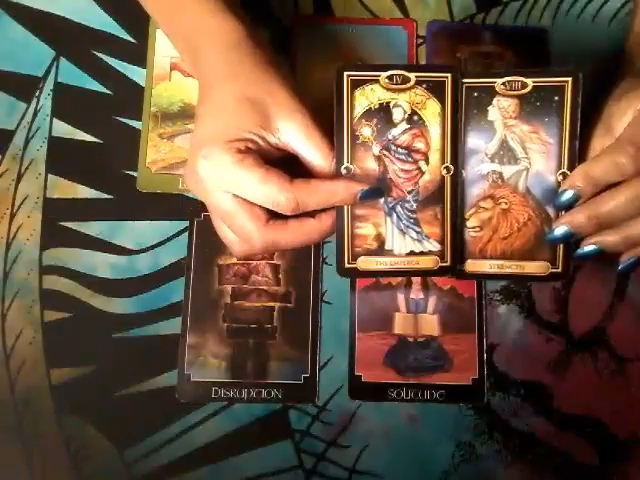 IV
VIII
THE EMPEROR
STRENGTH
DISRUPTION
SOLITUDE